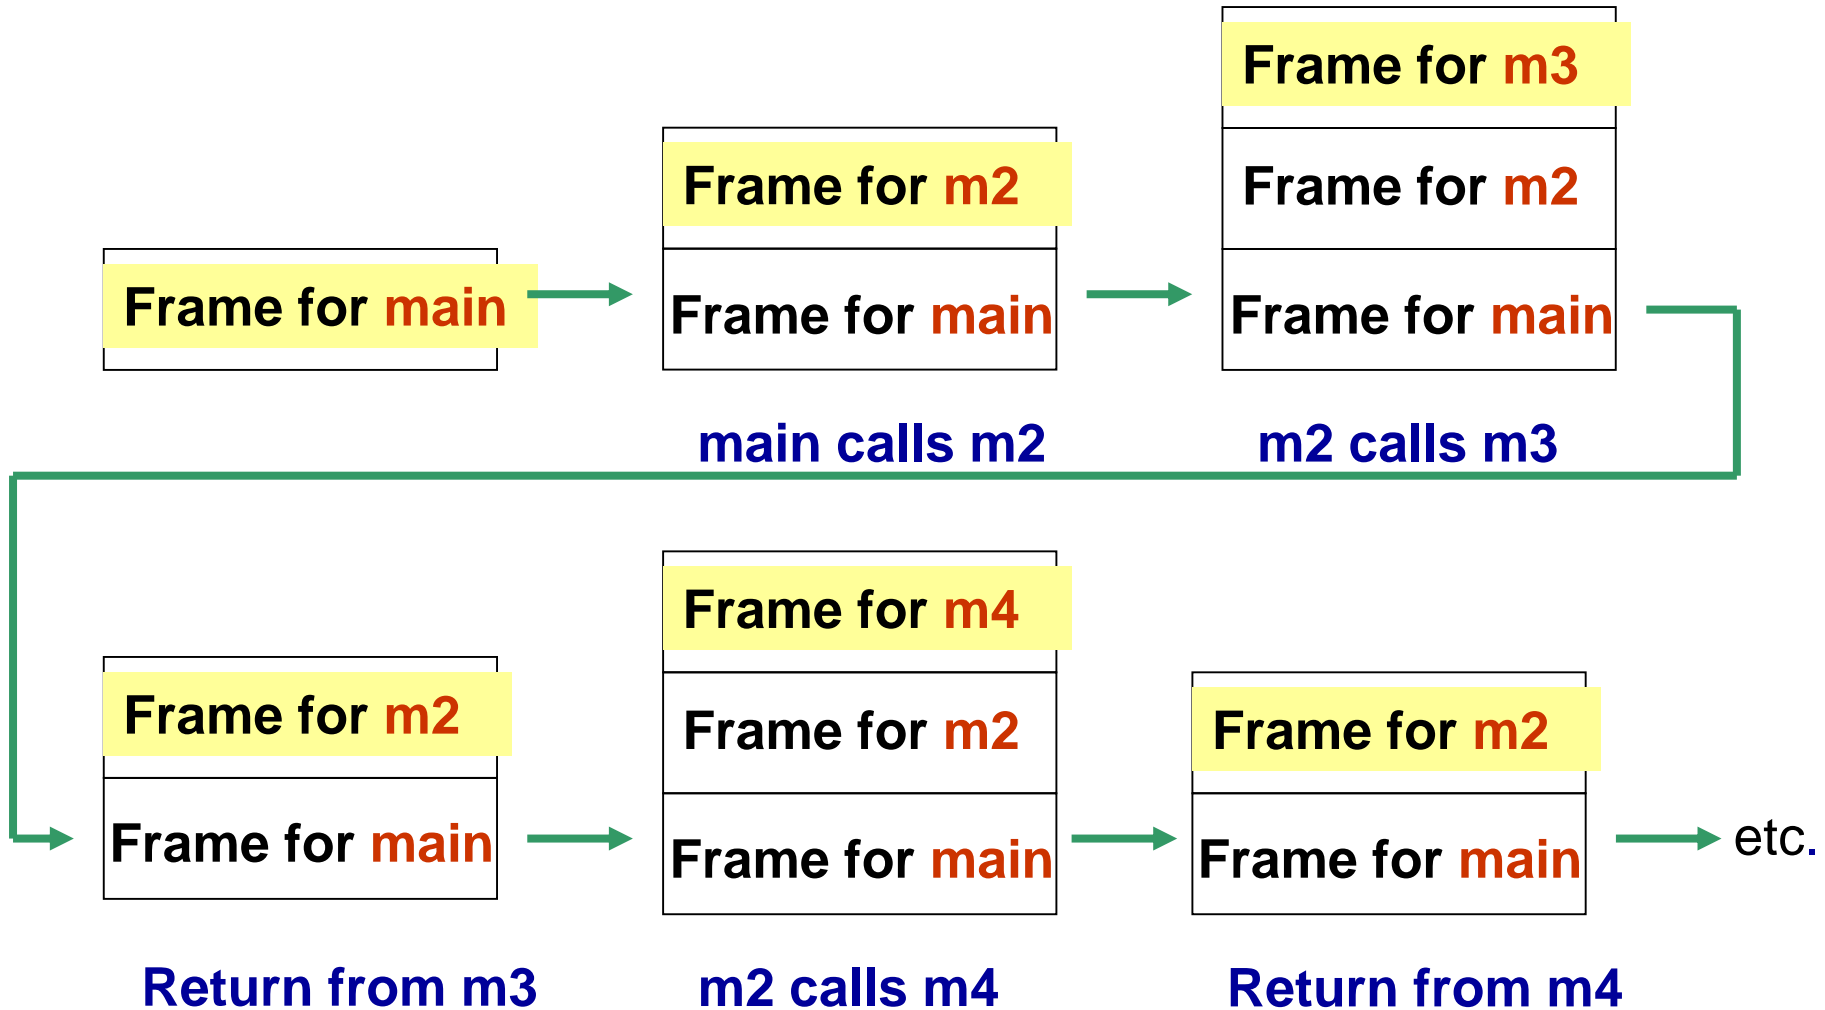 Frame for main
Frame for m2
Frame for main
main calls m2
Frame for m3
Frame for m2
Frame for main
m2 calls m3
Frame for m2
Frame for main
Return from m3
Frame for m4
Frame for m2
Frame for main
m2 calls m4
Frame for m2
Frame for main
Return from m4
etc.